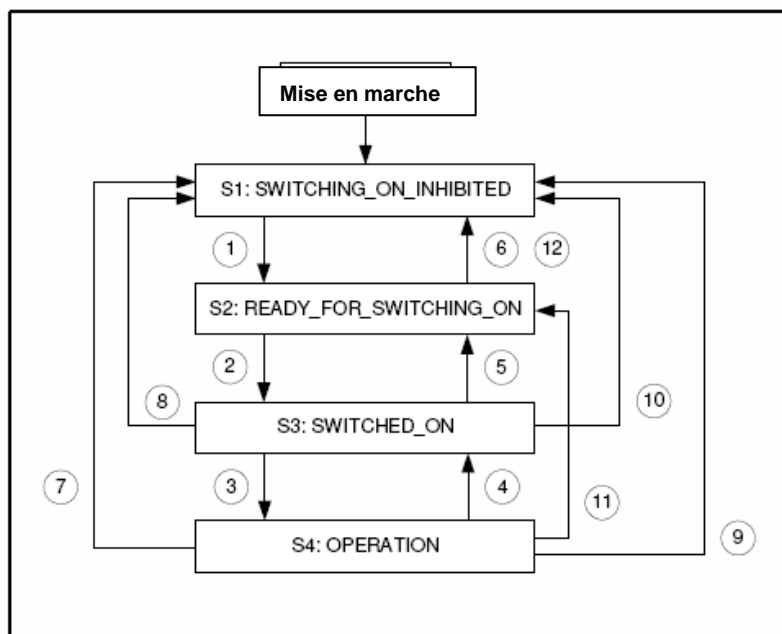 Mise en marche
S1: SWITCHING_ON_INHIBITED
1
6
12
S2: READY_FOR_SWITCHING_ON
2
5
8
10
S3: SWITCHED_ON
7
3
4
11
S4: OPERATION
9